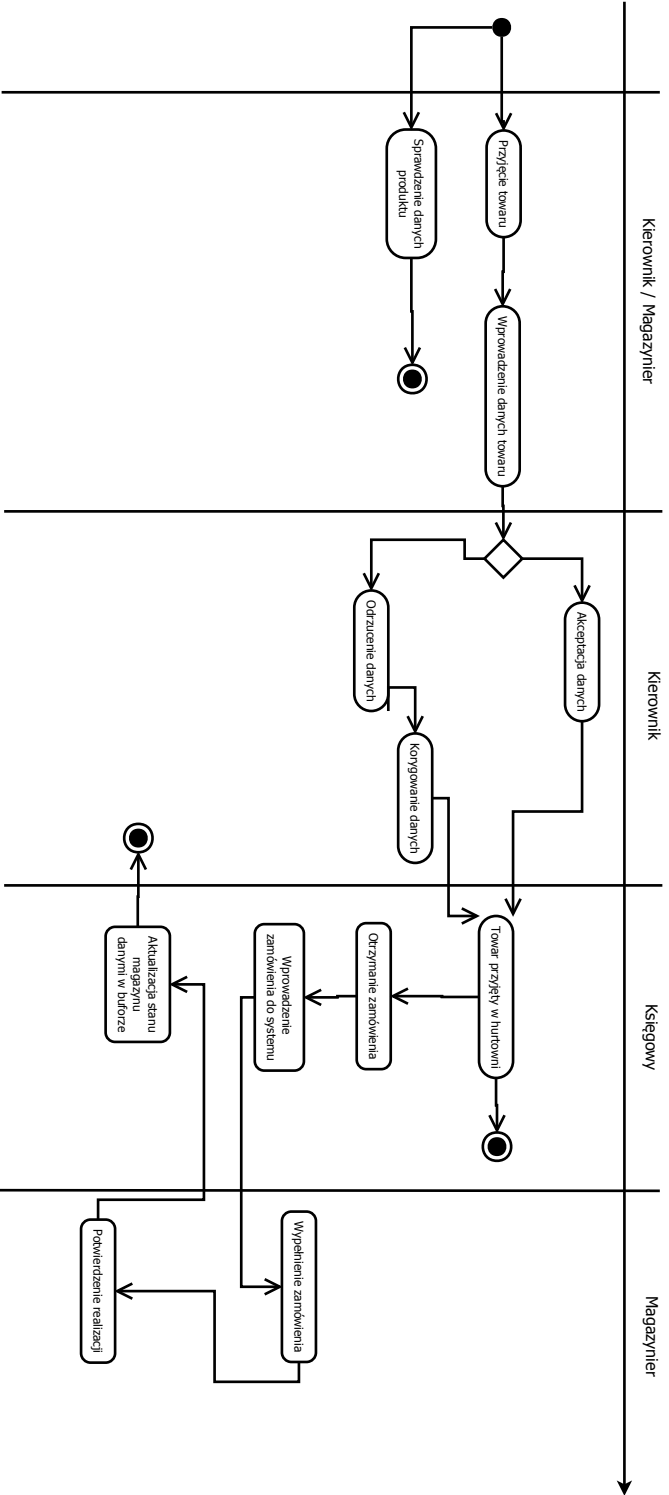 Kierownik / Magazynier
Kierownik
Księgowy
Magazynier
Przyjęcie towaru
Wprowadzenie danych towaru
Sprawdzenie danych
produktu
Akceptacja danych
Odrzucenie danych
Korygowanie danych
Towar przyjęty w hurtowni
Otrzymanie zamówienia
Wprowadzenie
zamówienia do systemu
Aktualizacja stanu
magazynu
danymi w buforze
Wypełnienie zamówienia
Potwierdzenie realizacji